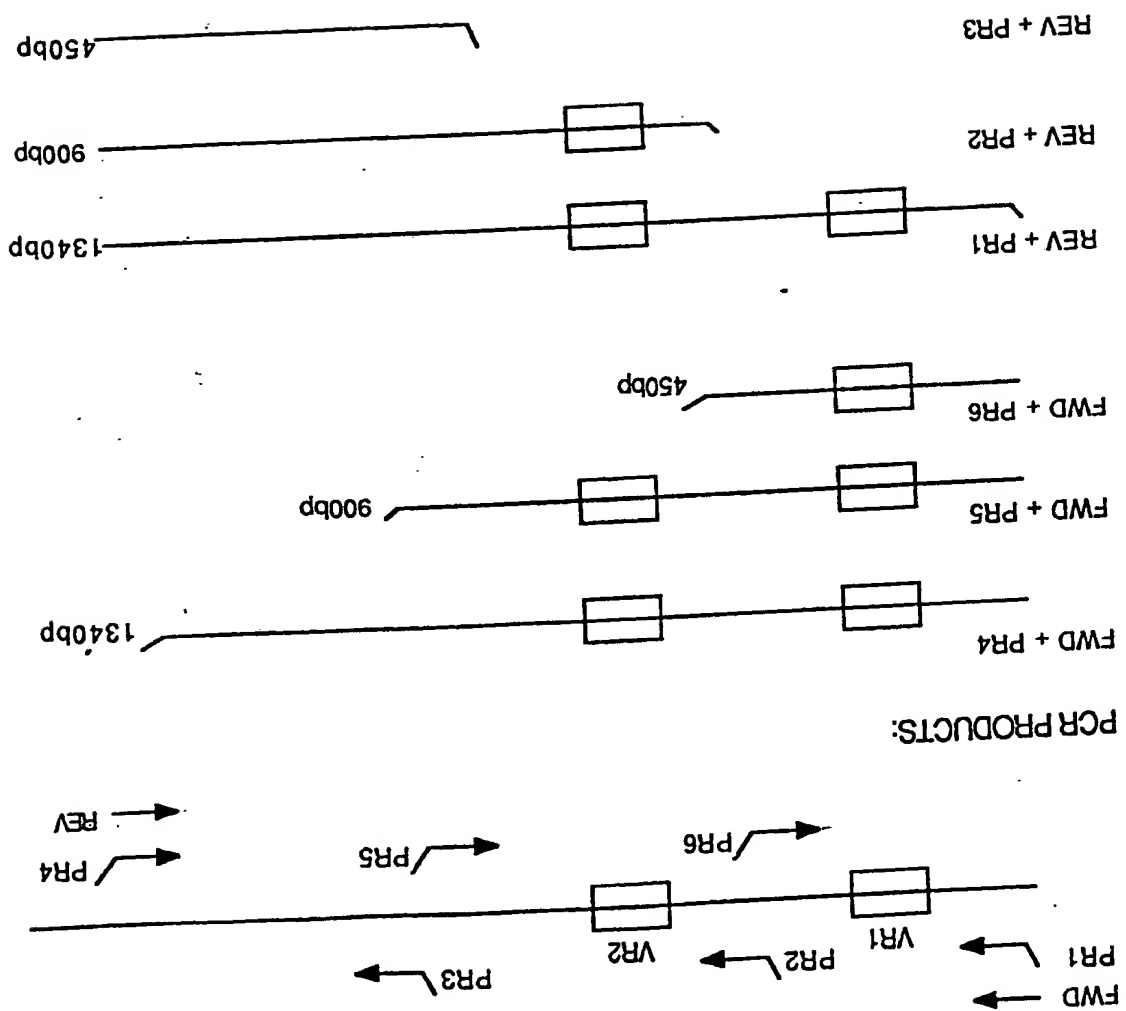 FWD
PR1
PR2
PR3
VR1
VR2
PR6
PR5
PR4
REV
PCR PRODUCTS:
FWD + PR4
1340bp
FWD + PR5
900bp
FWD + PR6
450bp
REV + PR1
1340bp
REV + PR2
900bp
REV + PR3
450bp